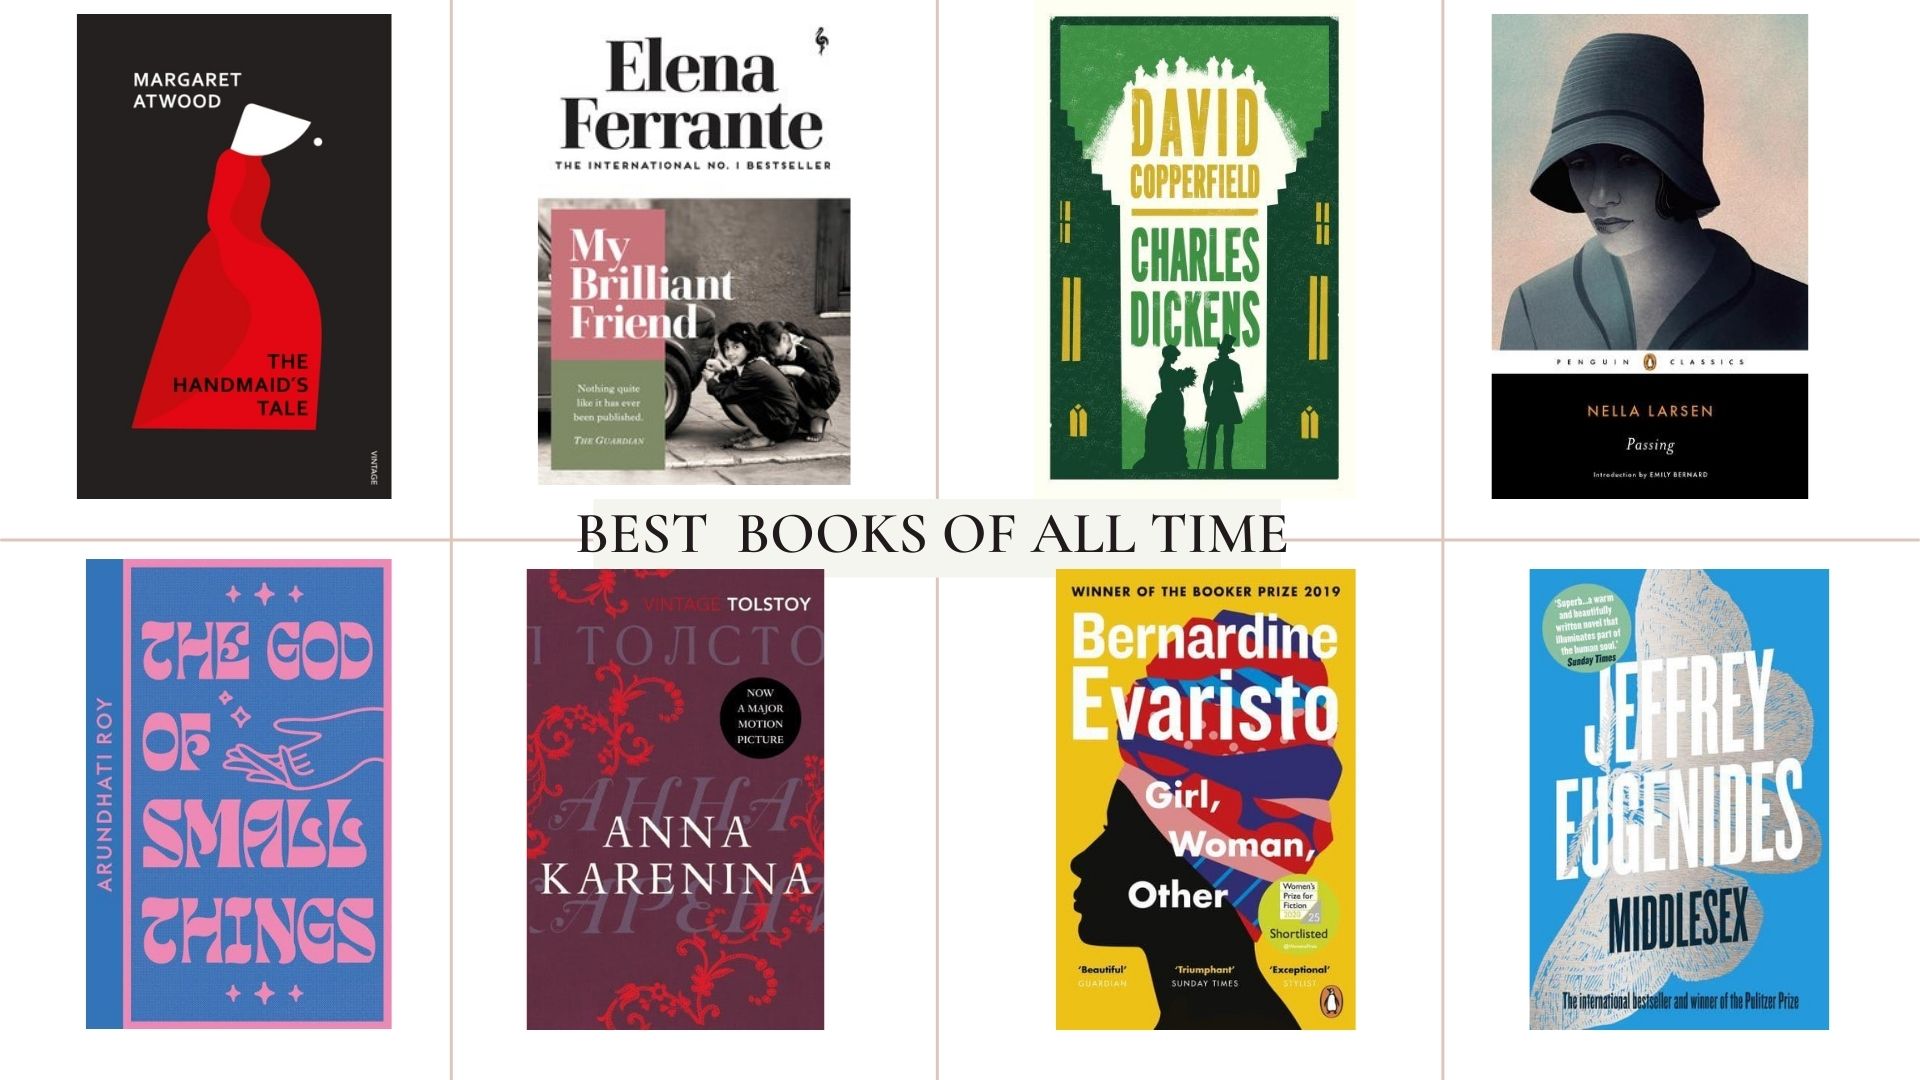 MARGARET
ATWOOD
THE
HANDMAID'S
TALE
VINTAGE
Elena
Ferrante
THE INTERNATIONAL NO. 1 BESTSELLER
My
Brilliant
Friend
Nothing quite
like it has ever
been published.
THE GUARDIAN
DAVID
COPPERFIELD
CHARLES
DICKENS
PENGUIN CLASSICS
NELLA LARSEN
Passing
Introduction by EMILY BERNARD
BEST BOOKS OF ALL TIME
ARUNDHATI ROY
THE GOD
OF
SMALL
THINGS
VINTAGE TOLSTOY
ТОЛСТО
NOW
A MAJOR
MOTION
PICTURE
АННА
ANNA
KARENINA
КАРЕНИ
WINNER OF THE BOOKER PRIZE 2019
Bernardine
Evaristo
Girl,
Woman,
Other
Women's
Prize for
Fiction
2020 25
Shortlisted
'Beautiful'
GUARDIAN
'Triumphant'
SUNDAY TIMES
'Exceptional'
STYLIST
'Superb...a warm
and beautifully
written novel that
illuminates part of
the human soul.'
Sunday Times
JEFFREY
EUGENIDES
MIDDLESEX
The international bestseller and winner of the Pulitzer Prize